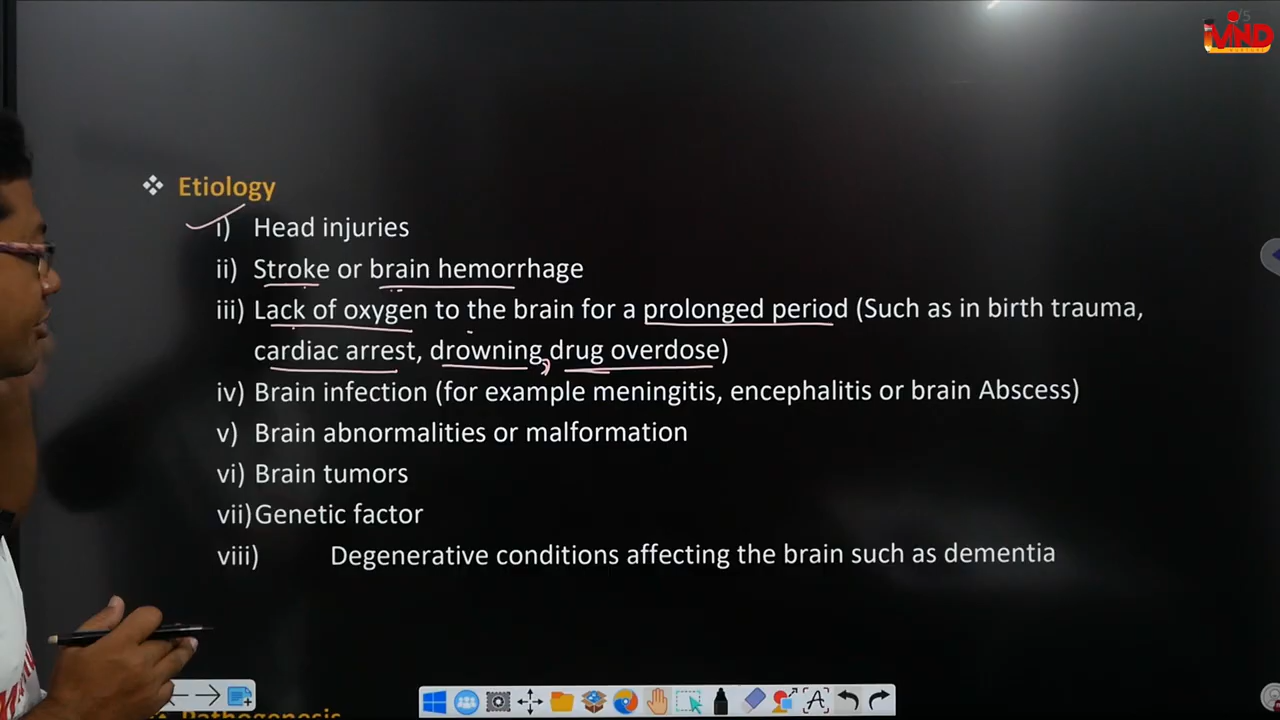 /5
MIND
❖ Etiology
i) Head injuries
ii) Stroke or brain hemorrhage
iii) Lack of oxygen to the brain for a prolonged period (Such as in birth trauma,
cardiac arrest, drowning, drug overdose)
iv) Brain infection (for example meningitis, encephalitis or brain Abscess)
v) Brain abnormalities or malformation
vi) Brain tumors
vii) Genetic factor
viii) Degenerative conditions affecting the brain such as dementia
Pathogenesis